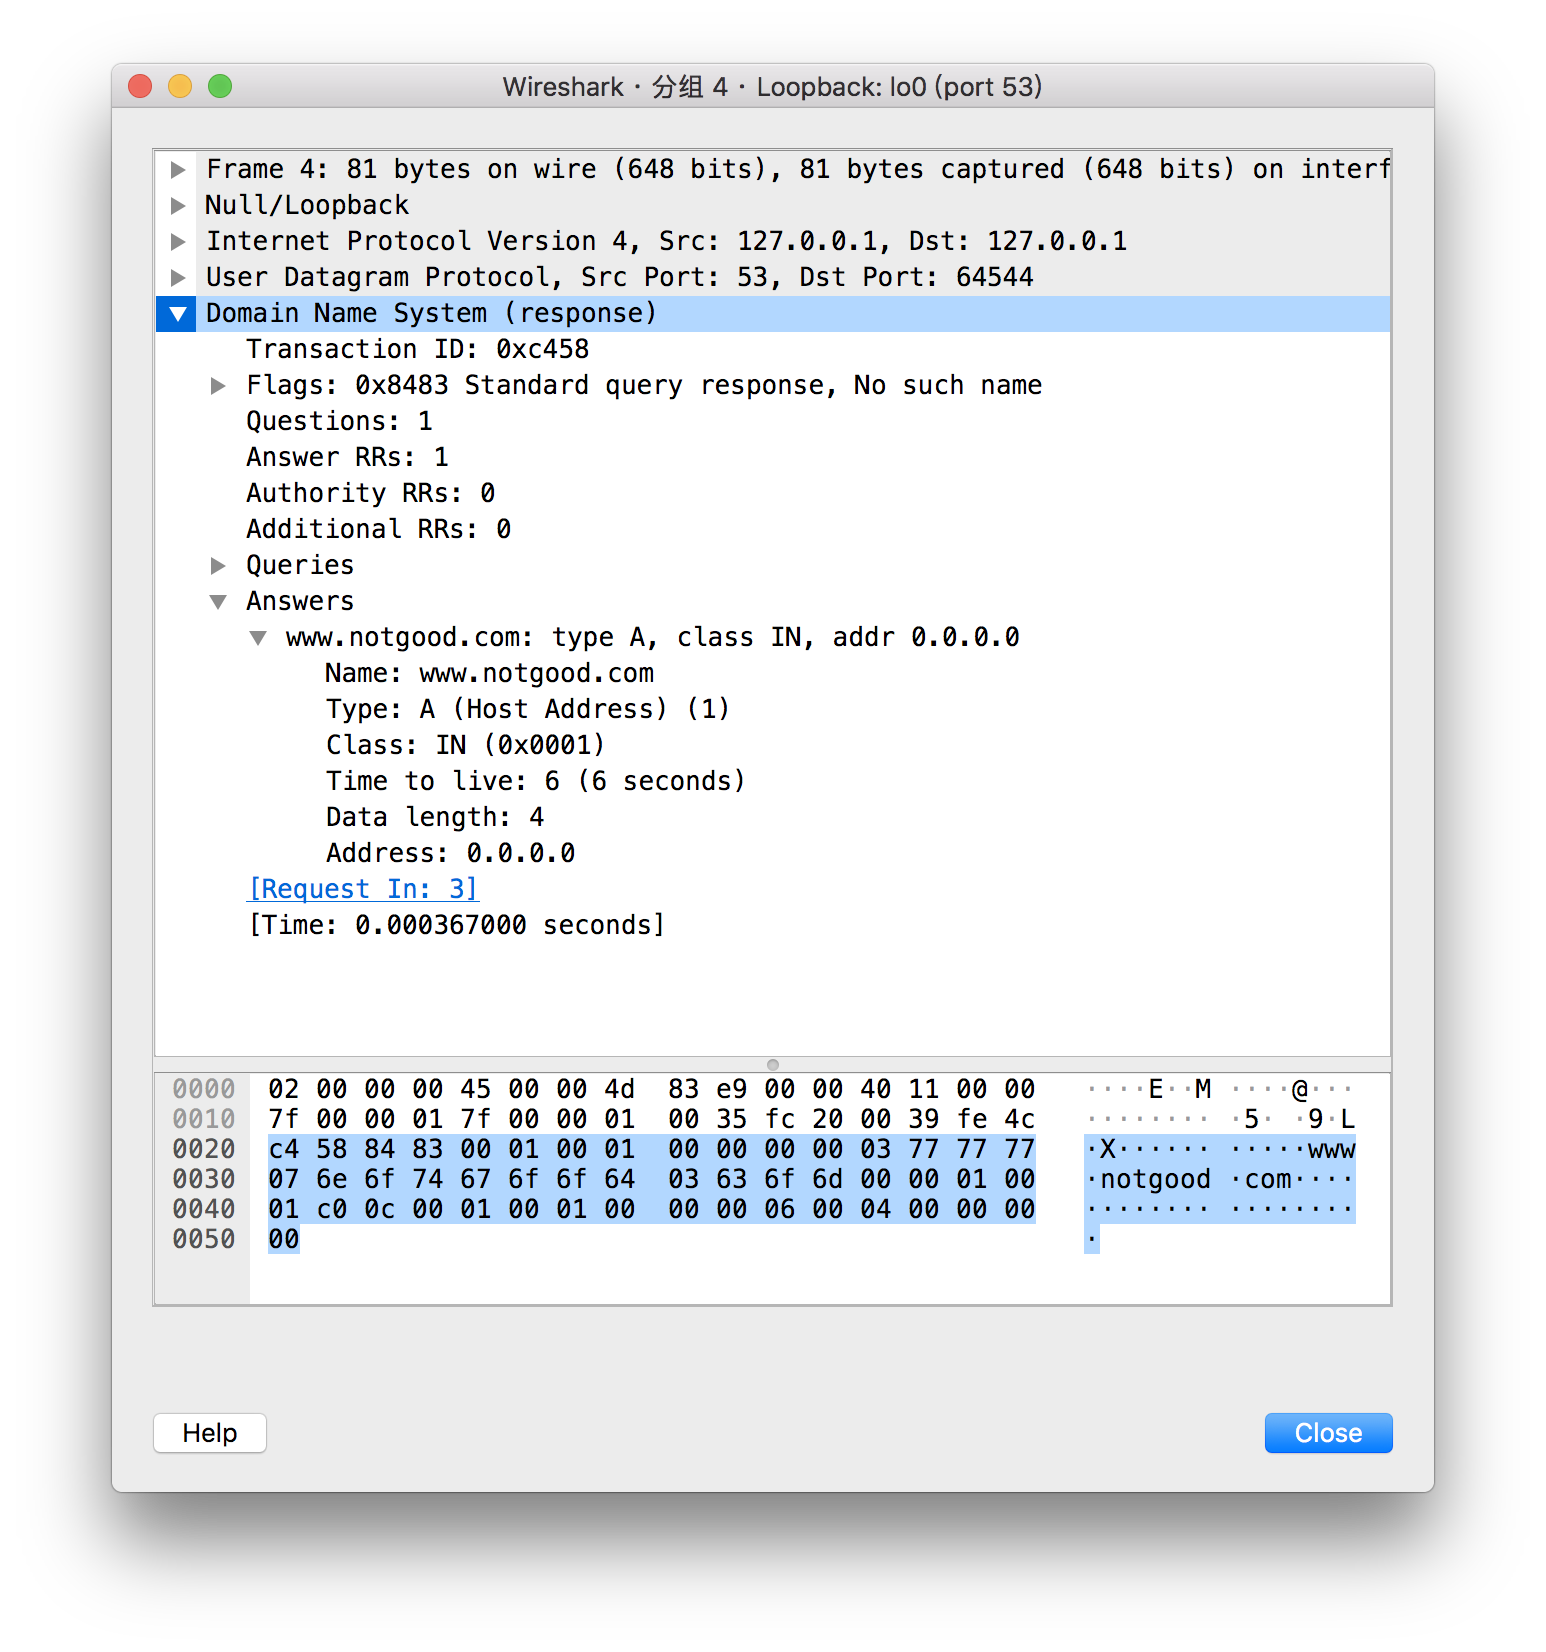 Wireshark · 分组 4 · Loopback: lo0 (port 53)
Frame 4: 81 bytes on wire (648 bits), 81 bytes captured (648 bits) on interf
Null/Loopback
Internet Protocol Version 4, Src: 127.0.0.1, Dst: 127.0.0.1
User Datagram Protocol, Src Port: 53, Dst Port: 64544
Domain Name System (response)
Transaction ID: 0xc458
Flags: 0x8483 Standard query response, No such name
Questions: 1
Answer RRs: 1
Authority RRs: 0
Additional RRs: 0
Queries
Answers
www.notgood.com: type A, class IN, addr 0.0.0.0
Name: www.notgood.com
Type: A (Host Address) (1)
Class: IN (0x0001)
Time to live: 6 (6 seconds)
Data length: 4
Address: 0.0.0.0
[Request In: 3]
[Time: 0.000367000 seconds]
0000 02 00 00 00 45 00 00 4d 83 e9 00 00 40 11 00 00 ····E··M ····@···
0010 7f 00 00 01 7f 00 00 01 00 35 fc 20 00 39 fe 4c ········ ·5· ·9·L
0020 c4 58 84 83 00 01 00 01 00 00 00 00 03 77 77 77 ·X······ ·····www
0030 07 6e 6f 74 67 6f 6f 64 03 63 6f 6d 00 00 01 00 ·notgood ·com····
0040 01 c0 0c 00 01 00 01 00 00 00 06 00 04 00 00 00 ········ ········
0050 00 ·
Help
Close